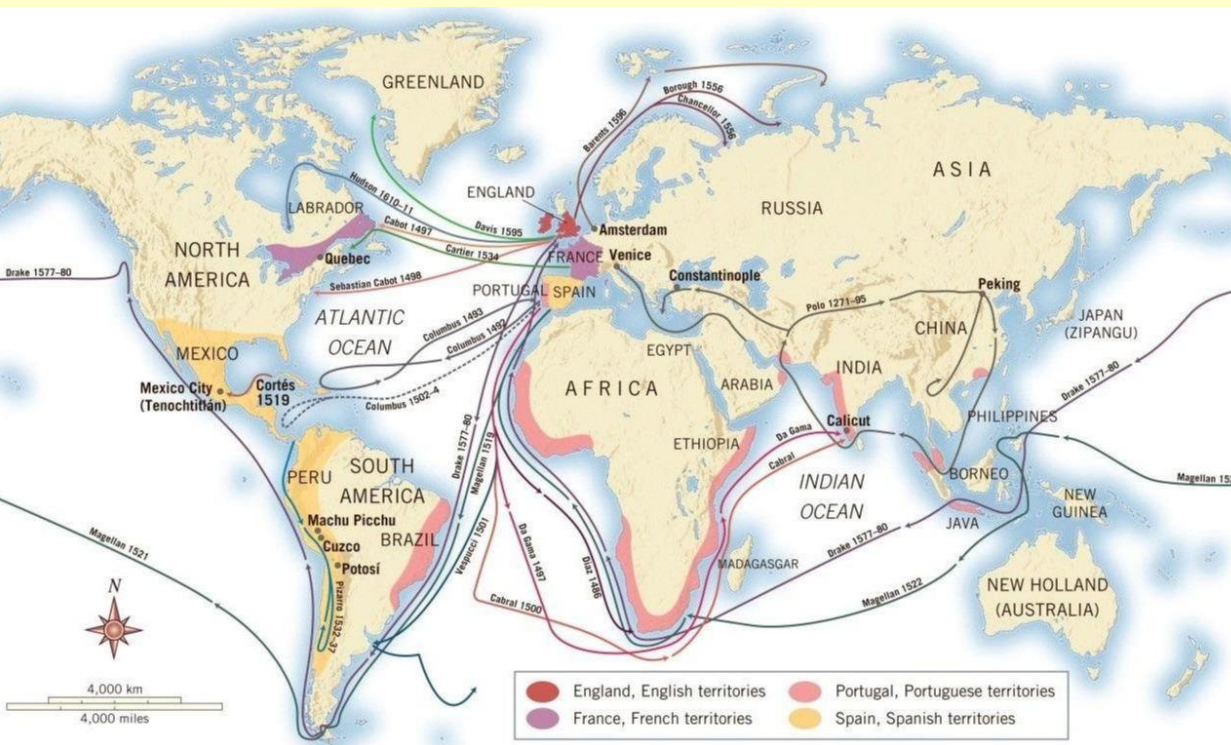 GREENLAND
Borough 1556
Chancellor 1556
Barents 1596
ASIA
ENGLAND
RUSSIA
Hudson 1610–11
LABRADOR
Davis 1595
Cabot 1497
Amsterdam
NORTH
AMERICA
Quebec
Cartier 1534
FRANCE
Venice
Drake 1577–80
Sebastian Cabot 1498
Constantinople
Peking
PORTUGAL
SPAIN
Polo 1271–95
ATLANTIC
OCEAN
Columbus 1493
Columbus 1492
CHINA
JAPAN
(ZIPANGU)
MEXICO
EGYPT
INDIA
Mexico City
(Tenochtitlán)
Cortés
1519
AFRICA
ARABIA
Drake 1577–80
Columbus 1502–4
Calicut
PHILIPPINES
Drake 1577–80
Magellan 1519
ETHIOPIA
Da Gama
Cabral
PERU
SOUTH
AMERICA
INDIAN
OCEAN
BORNEO
Magellan 152
NEW
GUINEA
Machu Picchu
Cuzco
BRAZIL
JAVA
Magellan 1521
Vespucci 1501
Da Gama 1497
Diaz 1486
Drake 1577–80
Potosí
MADAGASCAR
Pizarro 1532–37
Cabral 1500
Magellan 1522
NEW HOLLAND
(AUSTRALIA)
N
4,000 km
4,000 miles
England, English territories
France, French territories
Portugal, Portuguese territories
Spain, Spanish territories